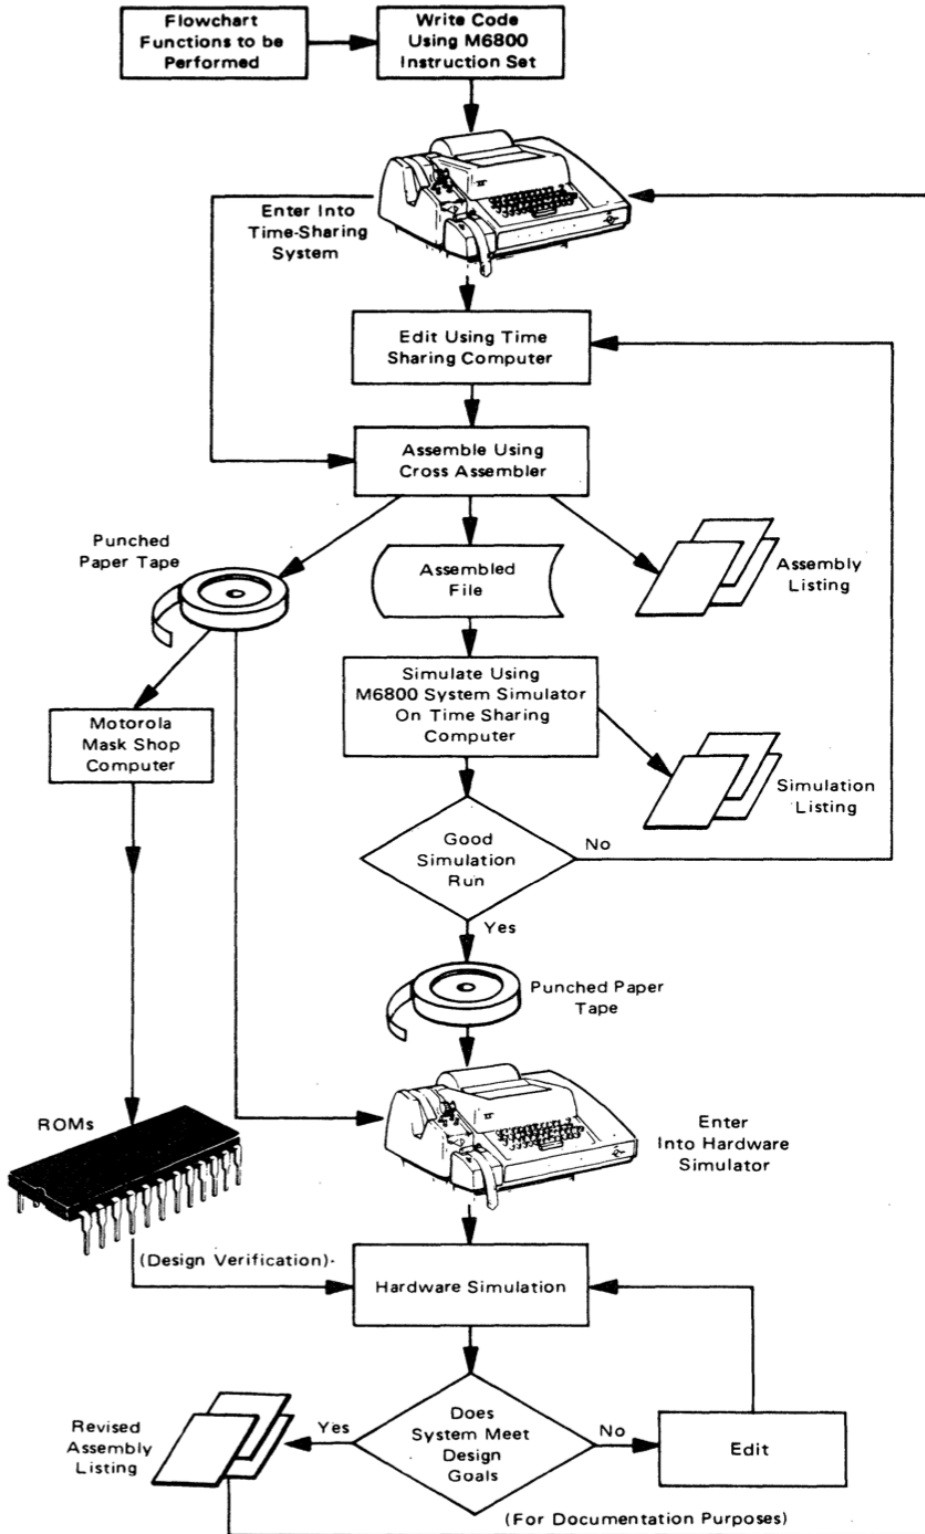 Flowchart
Functions to be
Performed
Write Code
Using M6800
Instruction Set
Enter Into
Time-Sharing
System
Edit Using Time
Sharing Computer
Assemble Using
Cross Assembler
Punched
Paper Tape
Assembled
File
Assembly
Listing
Simulate Using
M6800 System Simulator
On Time Sharing
Computer
Motorola
Mask Shop
Computer
Simulation
Listing
Good
Simulation
Run
No
Yes
Punched Paper
Tape
ROMs
Enter
Into Hardware
Simulator
(Design Verification)
Hardware Simulation
Revised
Assembly
Listing
Yes
Does
System Meet
Design
Goals
No
Edit
(For Documentation Purposes)